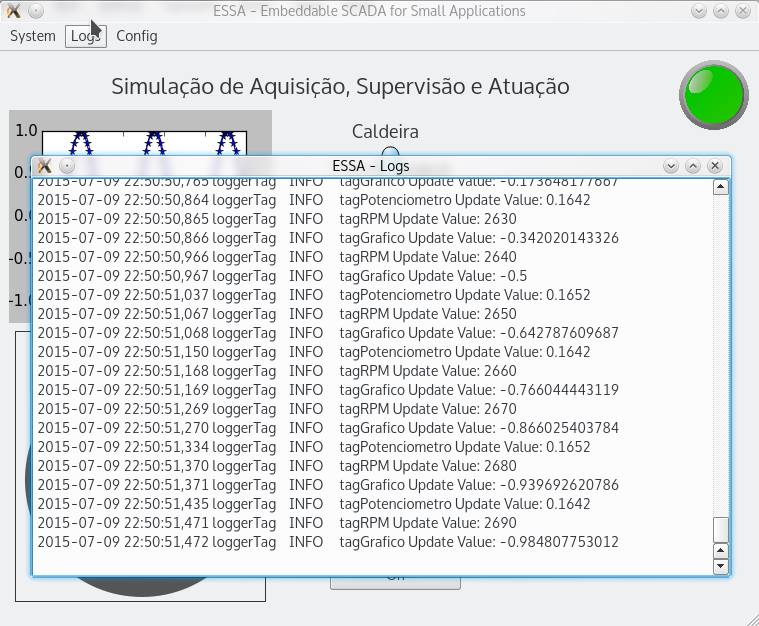 ESSA - Embeddable SCADA for Small Applications
System Logs Config
Simulação de Aquisição, Supervisão e Atuação
1.0
Caldeira
ESSA - Logs
2015-07-09 22:50:50,765 loggerTag INFO tagGrafico Update Value: -0.173648177667
2015-07-09 22:50:50,864 loggerTag INFO tagPotenciometro Update Value: 0.1642
2015-07-09 22:50:50,865 loggerTag INFO tagRPM Update Value: 2630
2015-07-09 22:50:50,866 loggerTag INFO tagGrafico Update Value: -0.342020143326
2015-07-09 22:50:50,966 loggerTag INFO tagRPM Update Value: 2640
2015-07-09 22:50:50,967 loggerTag INFO tagGrafico Update Value: -0.5
2015-07-09 22:50:51,037 loggerTag INFO tagPotenciometro Update Value: 0.1652
2015-07-09 22:50:51,067 loggerTag INFO tagRPM Update Value: 2650
2015-07-09 22:50:51,068 loggerTag INFO tagGrafico Update Value: -0.642787609687
2015-07-09 22:50:51,150 loggerTag INFO tagPotenciometro Update Value: 0.1642
2015-07-09 22:50:51,168 loggerTag INFO tagRPM Update Value: 2660
2015-07-09 22:50:51,169 loggerTag INFO tagGrafico Update Value: -0.766044443119
2015-07-09 22:50:51,269 loggerTag INFO tagRPM Update Value: 2670
2015-07-09 22:50:51,270 loggerTag INFO tagGrafico Update Value: -0.866025403784
2015-07-09 22:50:51,334 loggerTag INFO tagPotenciometro Update Value: 0.1652
2015-07-09 22:50:51,370 loggerTag INFO tagRPM Update Value: 2680
2015-07-09 22:50:51,371 loggerTag INFO tagGrafico Update Value: -0.939692620786
2015-07-09 22:50:51,435 loggerTag INFO tagPotenciometro Update Value: 0.1642
2015-07-09 22:50:51,471 loggerTag INFO tagRPM Update Value: 2690
2015-07-09 22:50:51,472 loggerTag INFO tagGrafico Update Value: -0.984807753012